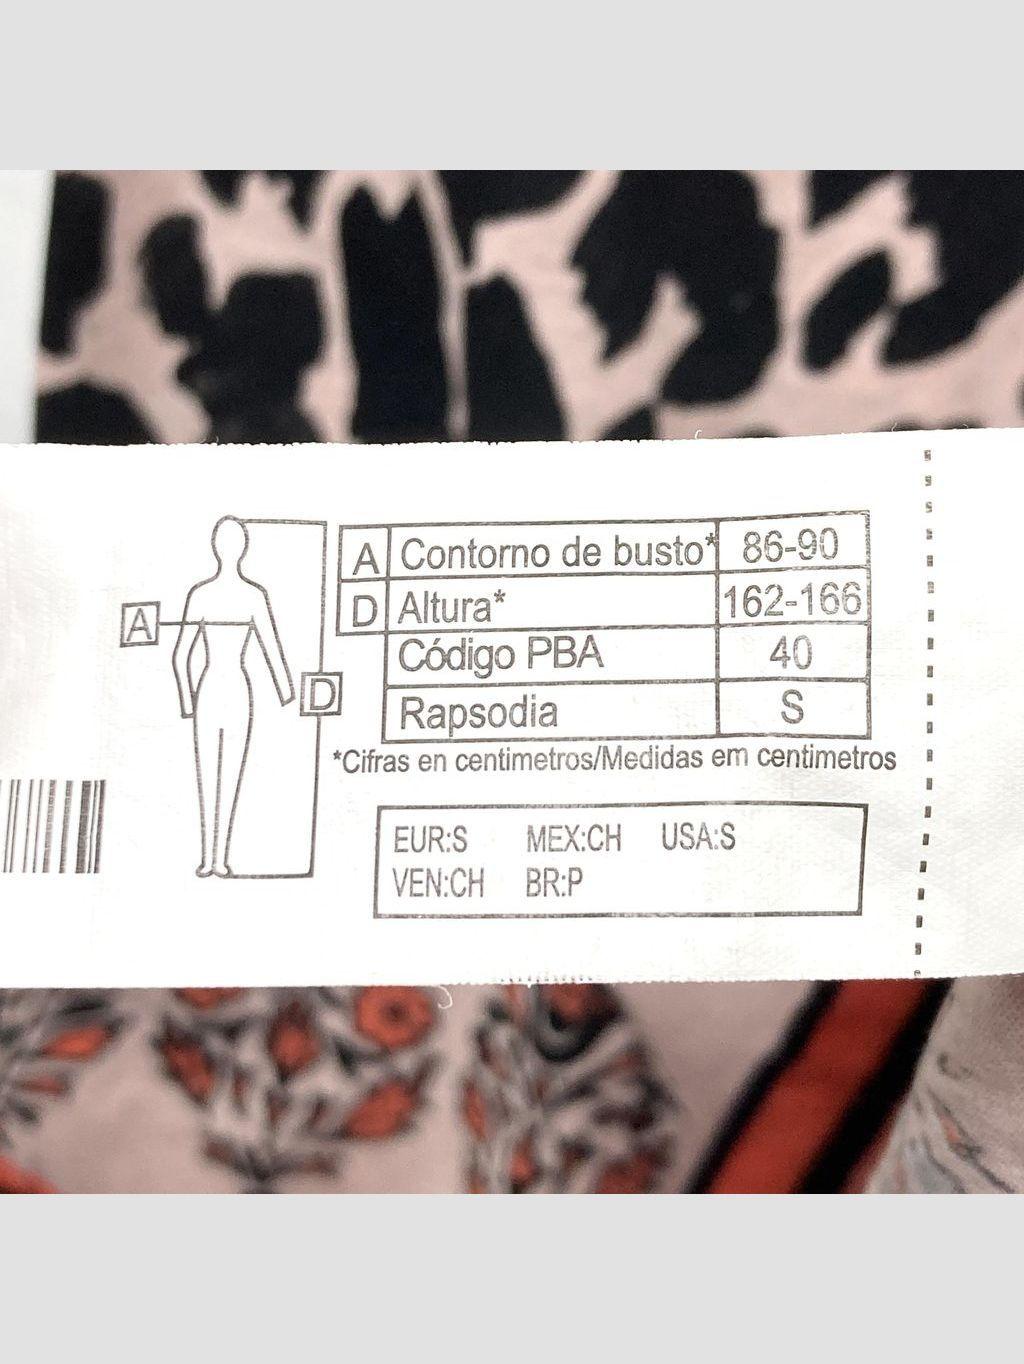 A
D
A Contorno de busto* 86-90
D Altura* 162-166
Código PBA 40
Rapsodia S
*Cifras en centimetros/Medidas em centimetros
EUR:S MEX:CH USA:S
VEN:CH BR:P